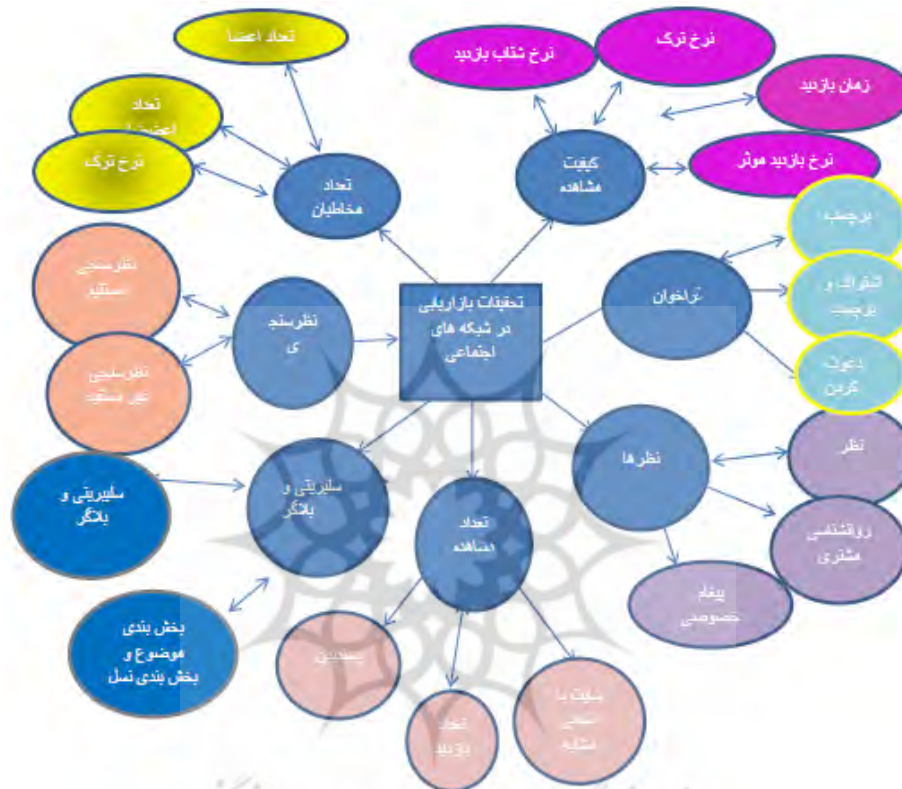 تعداد اعضا
نرخ شتاب بازدید
نرخ ترک
زمان بازدید
نرخ بازدید موثر
تعداد
نرخ ترک
تعداد
مخاطبان
کیفیت
مشاهده
برچسب
اشتراک و
برچسب
دعوت
کردن
فراخوان
تحقیقات بازاریابی
در شبکه های
اجتماعی
نظرسنجی
مستقیم
نظرسنج
ی
نظرسنجی
غیر مستقیم
نظر
نظرها
روانشناسی
مشتری
پیغام
خصوصی
سلبریتی و
بلاگر
سلبریتی و
بلاگر
تعداد
مشاهده
بخش بندی
موضوع و
بخش بندی نسل
پسندیدن
تعداد
بازدید
سایت با
مشابه